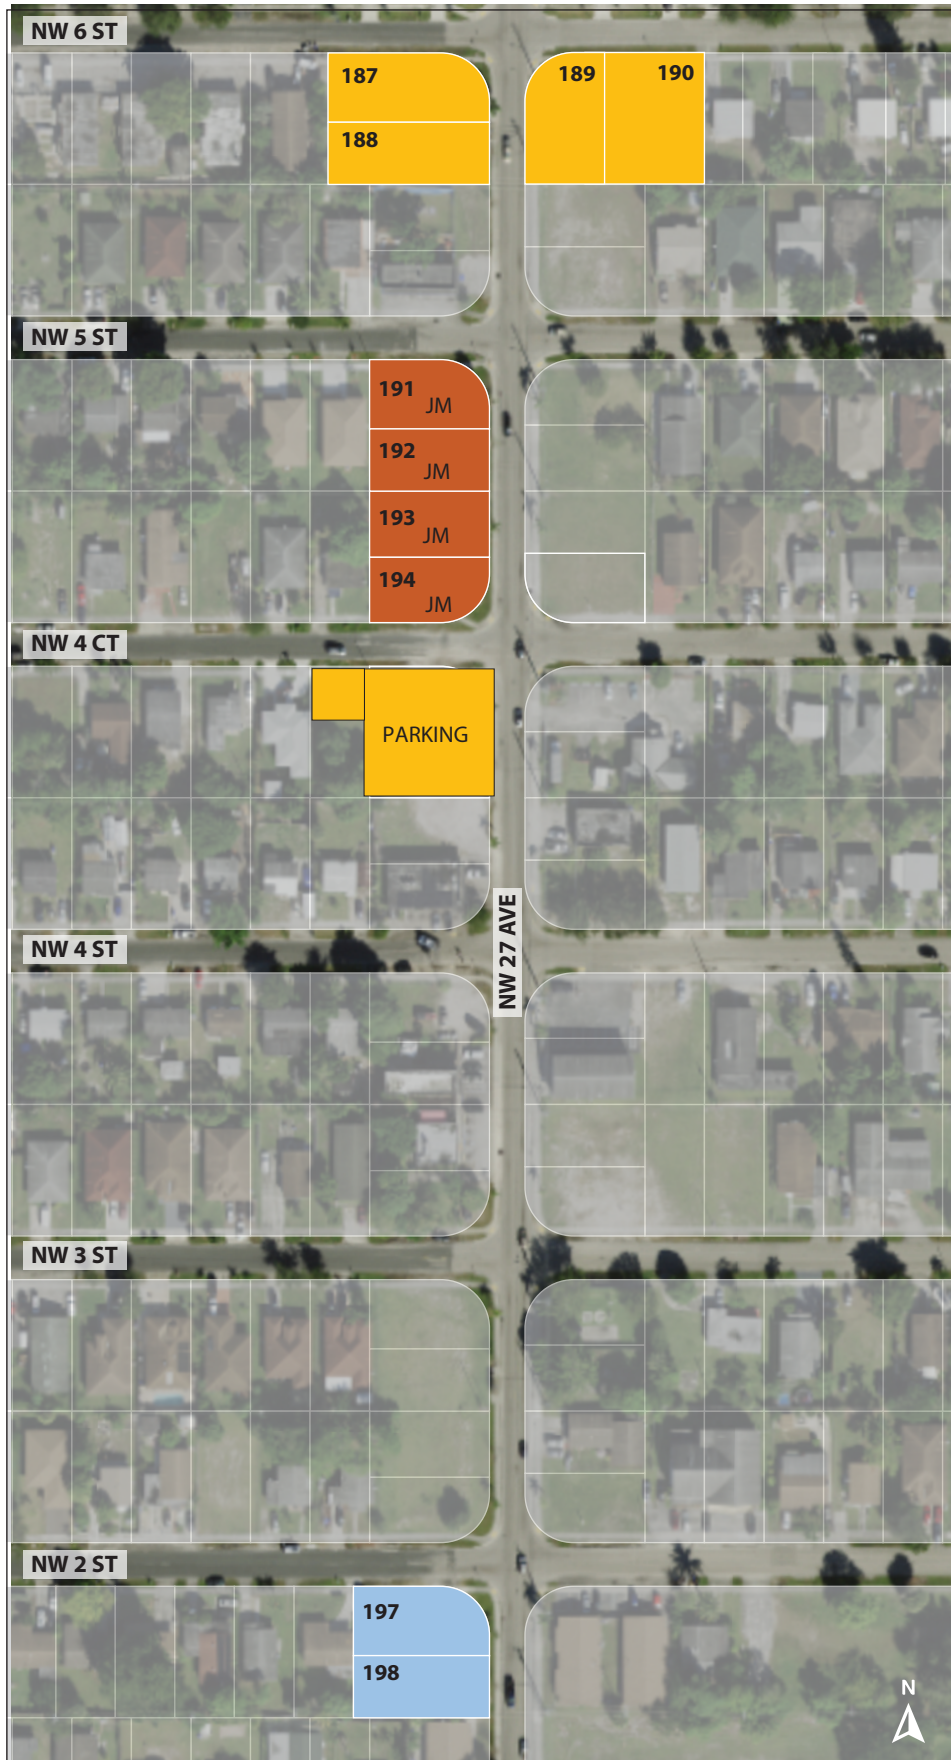 NW 6 ST
187
189
190
188
NW 5 ST
191
JM
192
JM
193
JM
194
JM
NW 4 CT
PARKING
NW 27 AVE
NW 4 ST
NW 3 ST
NW 2 ST
197
198
N